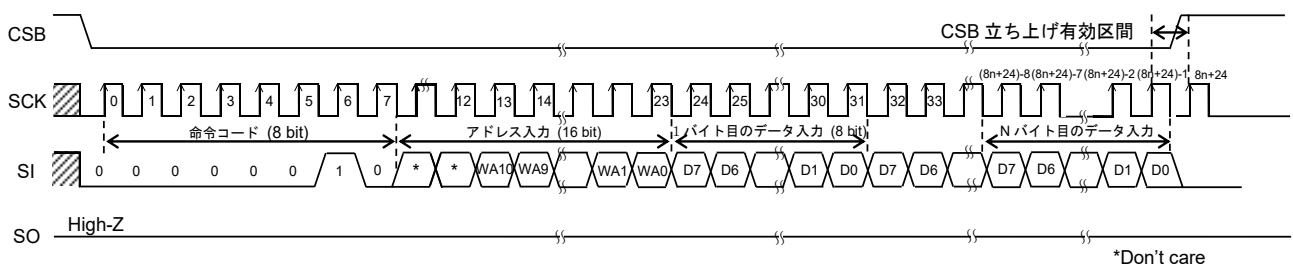 CSB
CSB 立ち上げ有効区間
(8n+24)-8 (8n+24)-7 (8n+24)-2 (8n+24)-1 8n+24
SCK 0 1 2 3 4 5 6 7 12 13 14 23 24 25 30 31 32 33
命令コード (8 bit) アドレス入力 (16 bit) 1バイト目のデータ入力 (8 bit) Nバイト目のデータ入力
SI 0 0 0 0 0 0 1 0 * * WA10 WA9 WA1 WA0 D7 D6 D1 D0 D7 D6 D7 D6 D1 D0
SO High-Z
*Don't care